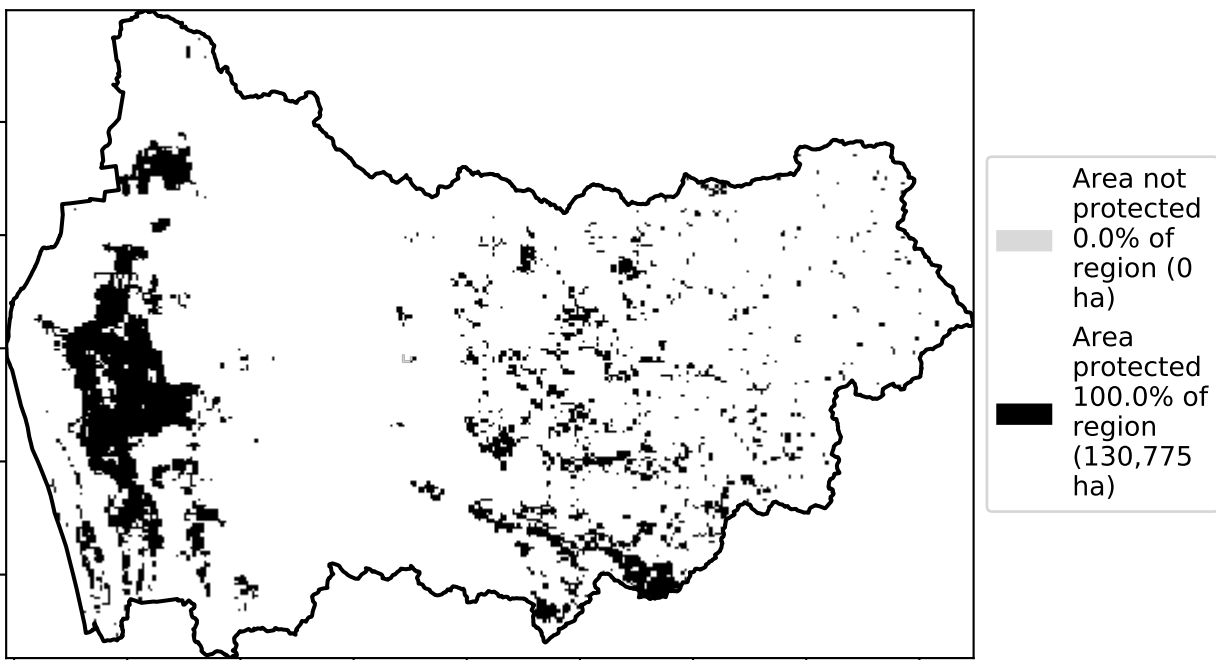 Area not
protected
0.0% of
region (0
ha)
Area
protected
100.0% of
region
(130,775
ha)